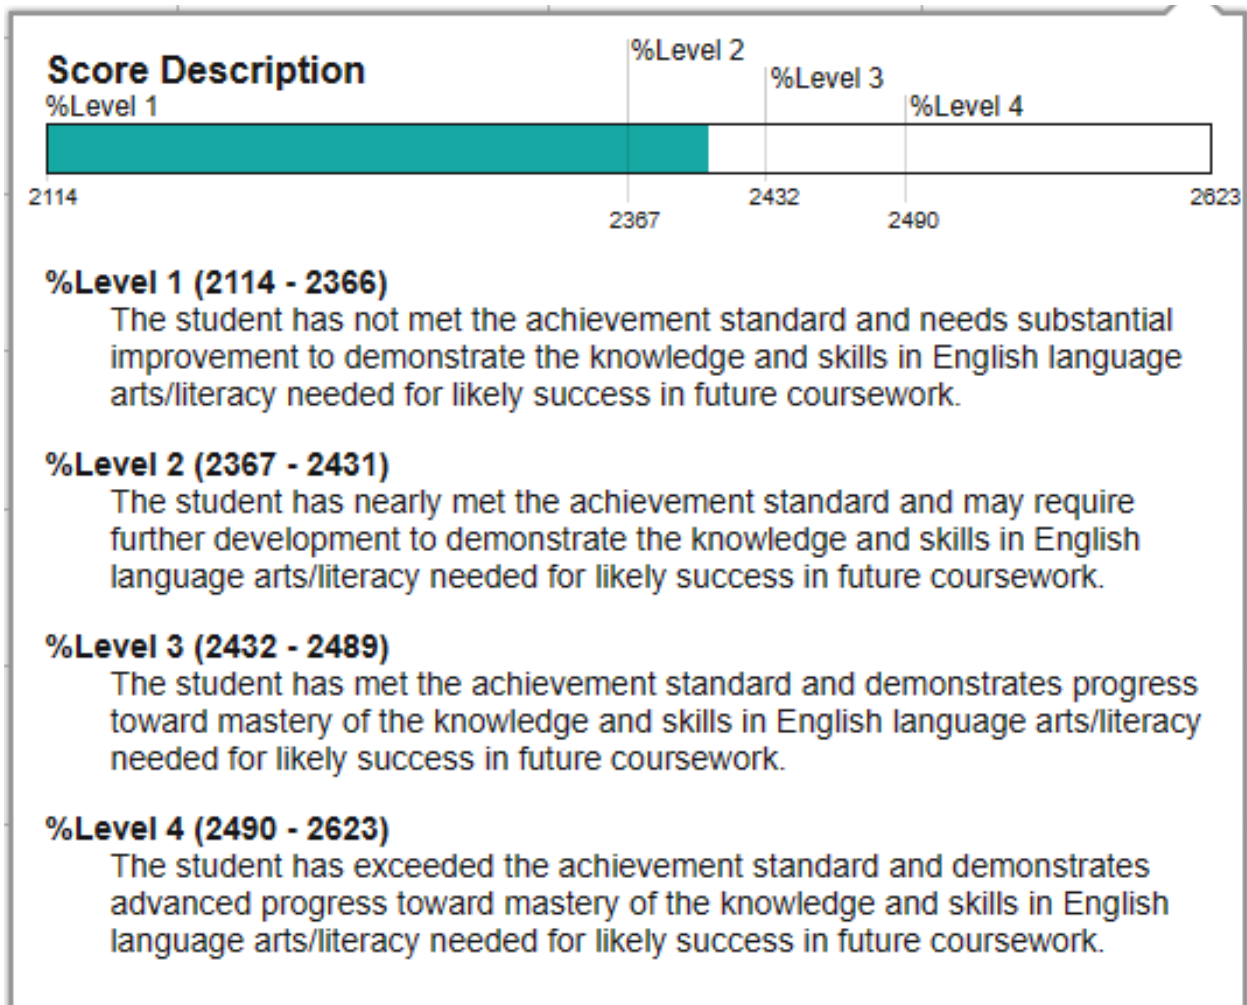 %Level 2
Score Description
%Level 3
%Level 1
%Level 4
2114
2432
2623
2367
2490
%Level 1 (2114 - 2366)
The student has not met the achievement standard and needs substantial
improvement to demonstrate the knowledge and skills in English language
arts/literacy needed for likely success in future coursework.
%Level 2 (2367 - 2431)
The student has nearly met the achievement standard and may require
further development to demonstrate the knowledge and skills in English
language arts/literacy needed for likely success in future coursework.
%Level 3 (2432 - 2489)
The student has met the achievement standard and demonstrates progress
toward mastery of the knowledge and skills in English language arts/literacy
needed for likely success in future coursework.
%Level 4 (2490 - 2623)
The student has exceeded the achievement standard and demonstrates
advanced progress toward mastery of the knowledge and skills in English
language arts/literacy needed for likely success in future coursework.